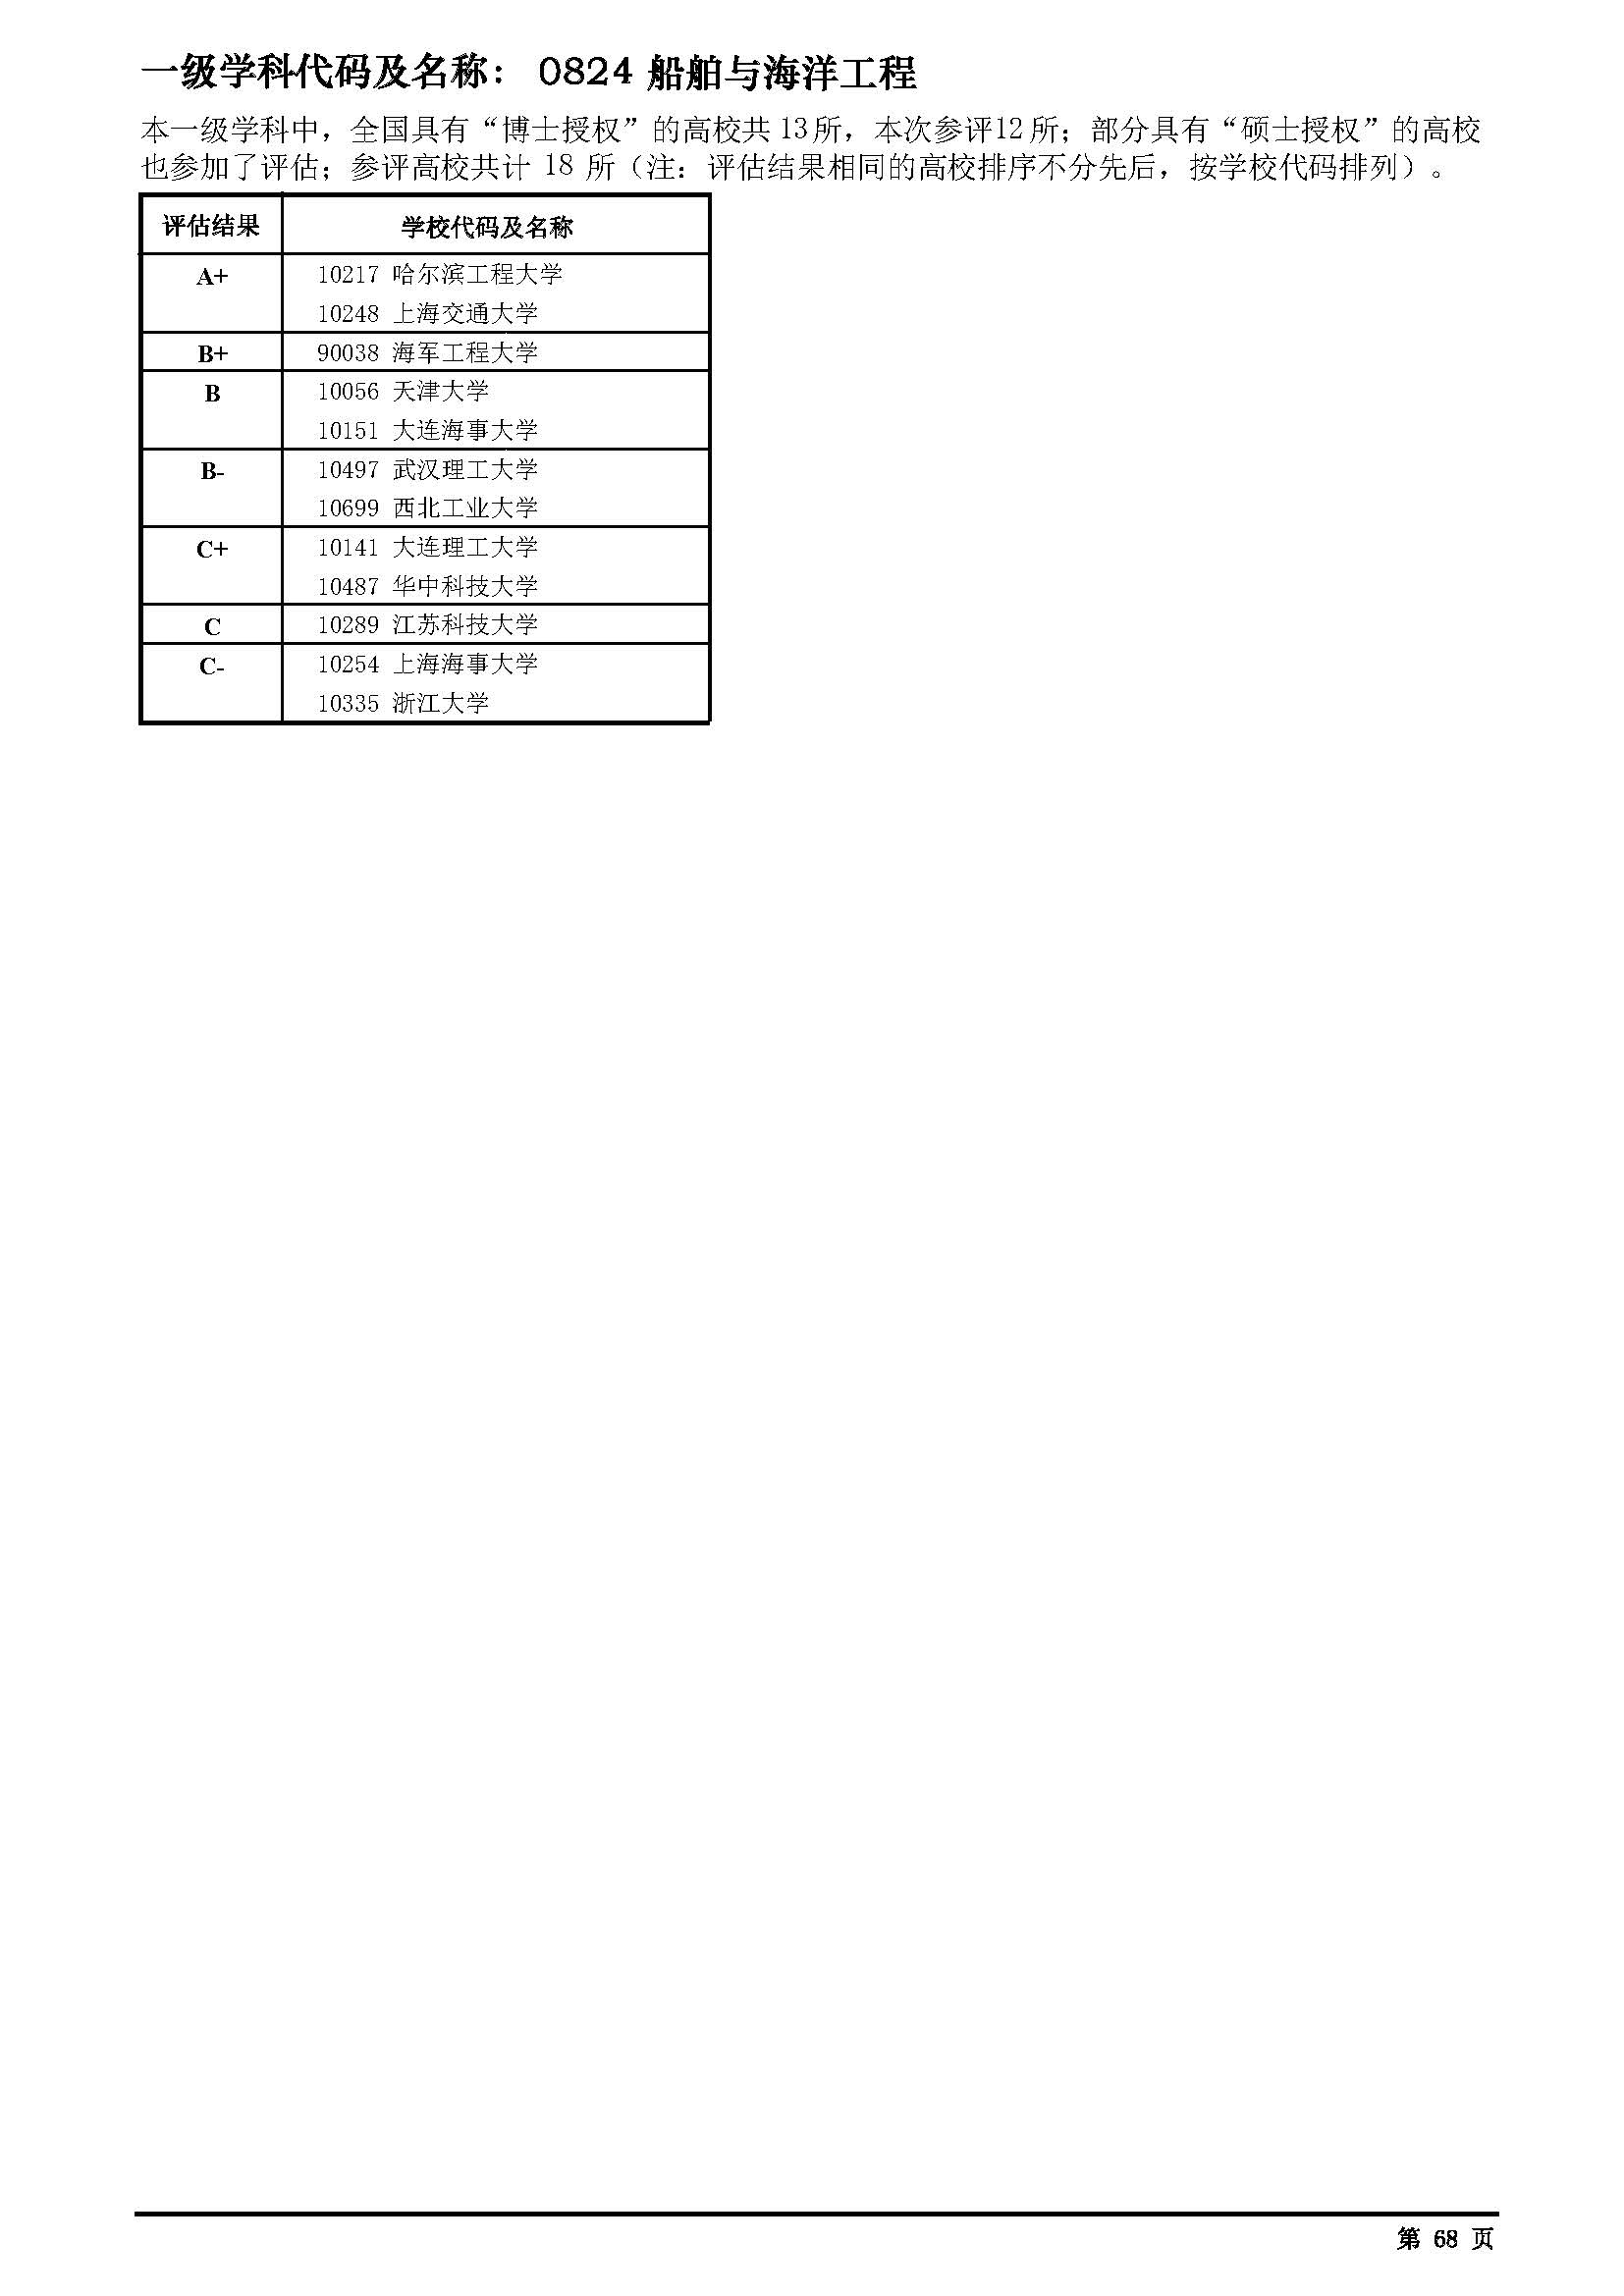 一级学科代码及名称： 0824 船舶与海洋工程
本一级学科中，全国具有“博士授权”的高校共 13 所，本次参评12 所；部分具有“硕士授权”的高校
也参加了评估；参评高校共计 18 所（注：评估结果相同的高校排序不分先后，按学校代码排列）。
评估结果 学校代码及名称
A+ 10217 哈尔滨工程大学
10248 上海交通大学
B+ 90038 海军工程大学
B 10056 天津大学
10151 大连海事大学
B- 10497 武汉理工大学
10699 西北工业大学
C+ 10141 大连理工大学
10487 华中科技大学
C 10289 江苏科技大学
C- 10254 上海海事大学
10335 浙江大学
第 68 页